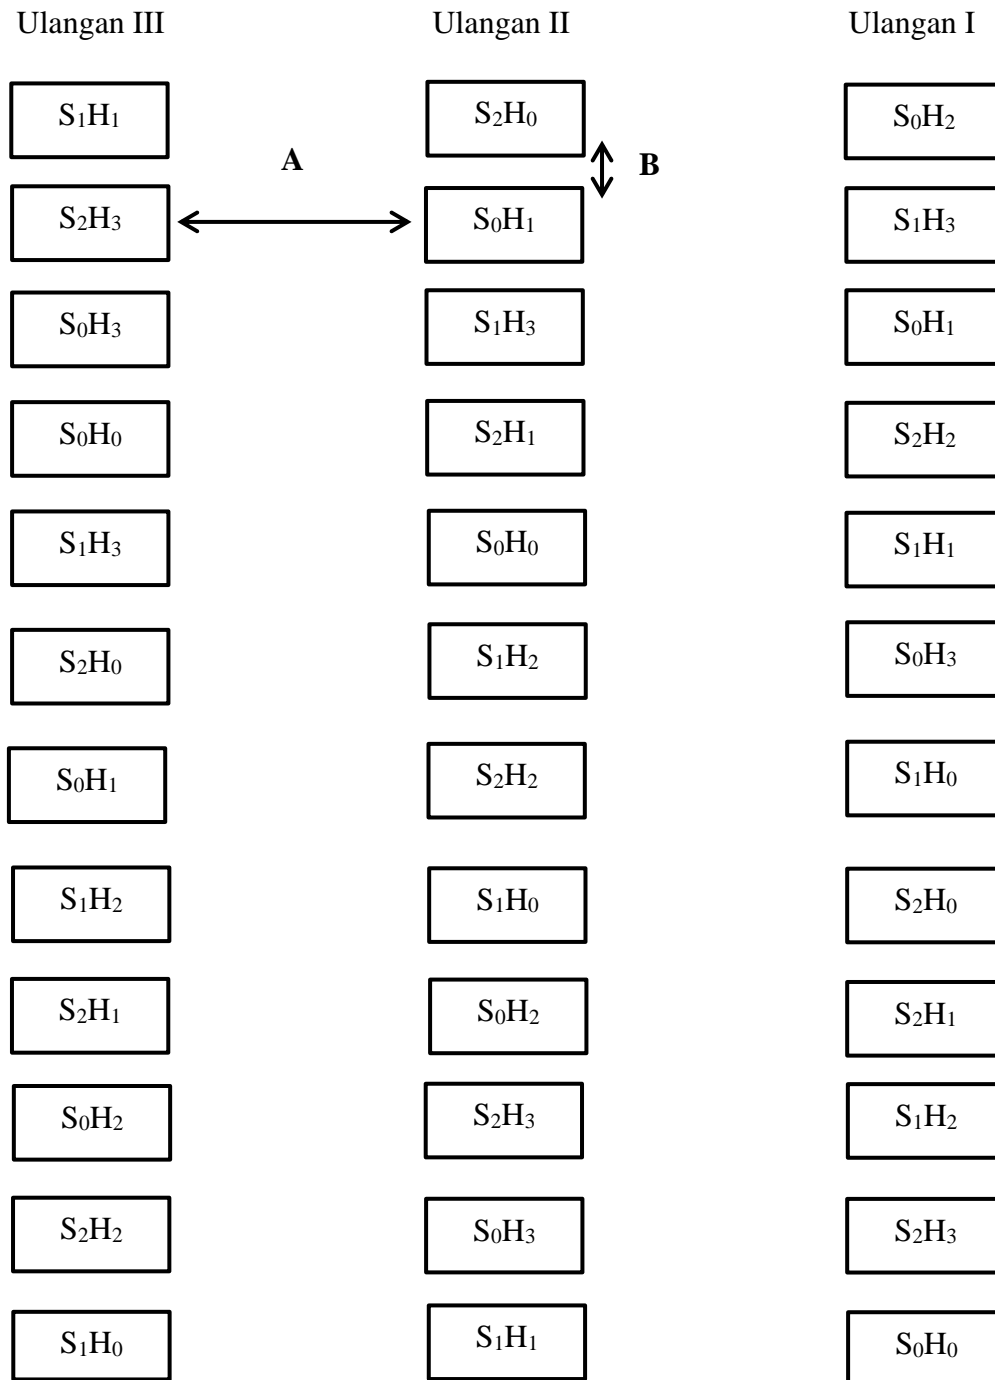 Ulangan III Ulangan II Ulangan I
S₁H₁ S₂H₀ S₀H₂
A B
S₂H₃ S₀H₁ S₁H₃
S₀H₃ S₁H₃ S₀H₁
S₀H₀ S₂H₁ S₂H₂
S₁H₃ S₀H₀ S₁H₁
S₂H₀ S₁H₂ S₀H₃
S₀H₁ S₂H₂ S₁H₀
S₁H₂ S₁H₀ S₂H₀
S₂H₁ S₀H₂ S₂H₁
S₀H₂ S₂H₃ S₁H₂
S₂H₂ S₀H₃ S₂H₃
S₁H₀ S₁H₁ S₀H₀